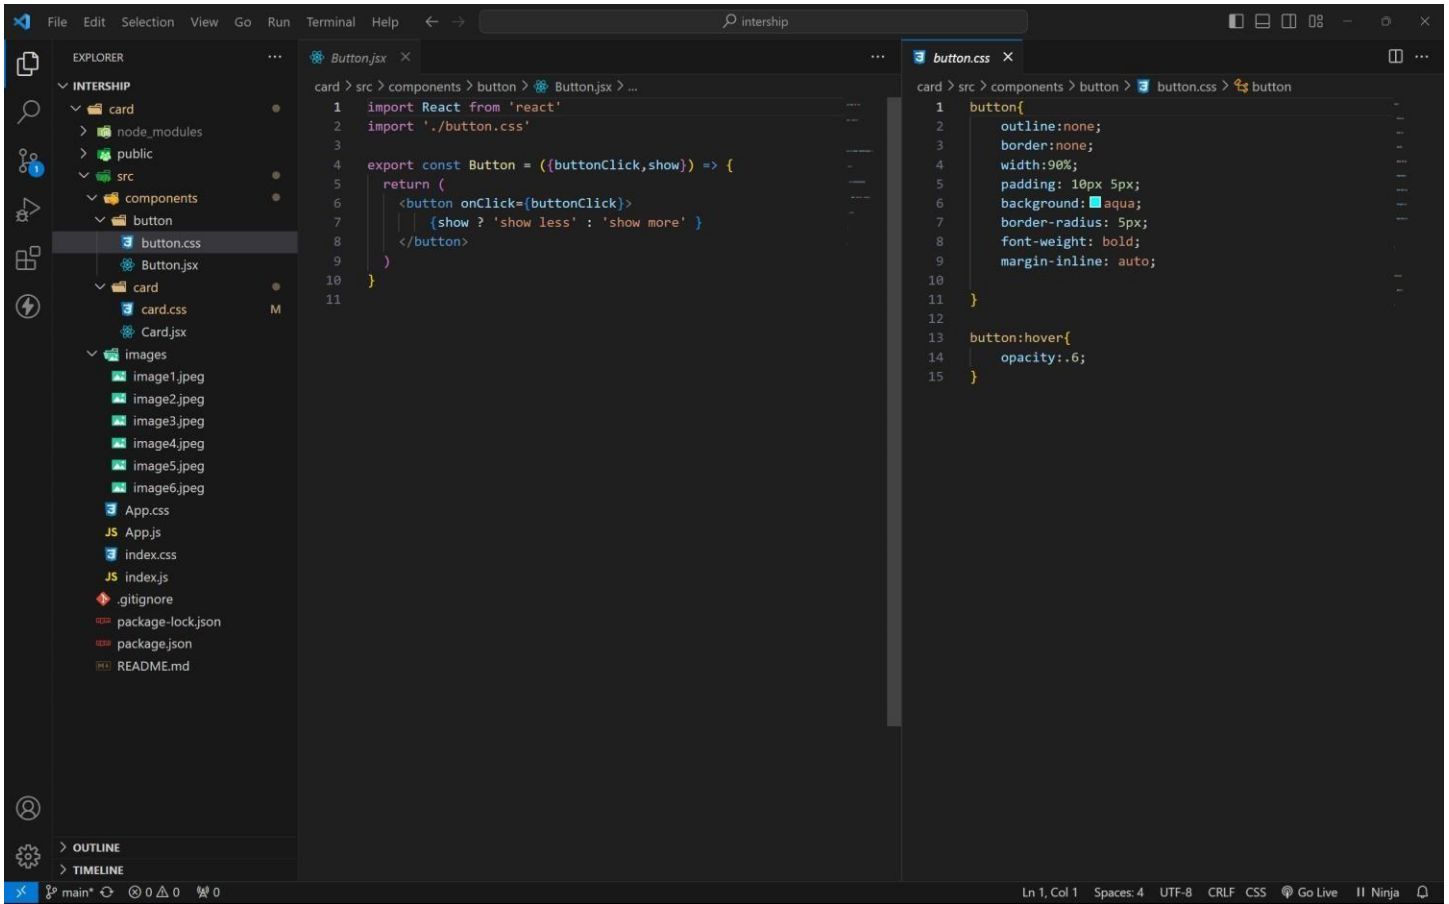 File Edit Selection View Go Run Terminal Help
intership
EXPLORER
INTERSHIP
card
node_modules
public
src
components
button
button.css
Button.jsx
card
card.css M
Card.jsx
images
image1.jpeg
image2.jpeg
image3.jpeg
image4.jpeg
image5.jpeg
image6.jpeg
App.css
App.js
index.css
index.js
.gitignore
package-lock.json
package.json
README.md
OUTLINE
TIMELINE
Button.jsx
card > src > components > button > Button.jsx > ...
1 import React from 'react'
2 import './button.css'
3
4 export const Button = ({buttonClick,show}) => {
5 return (
6 <button onClick={buttonClick}>
7 {show ? 'show less' : 'show more' }
8 </button>
9 )
10 }
11
button.css
card > src > components > button > button.css > button
1 button{
2 outline:none;
3 border:none;
4 width:90%;
5 padding: 10px 5px;
6 background: aqua;
7 border-radius: 5px;
8 font-weight: bold;
9 margin-inline: auto;
10
11 }
12
13 button:hover{
14 opacity:.6;
15 }
main* 0 0 0
Ln 1, Col 1 Spaces: 4 UTF-8 CRLF CSS Go Live Ninja